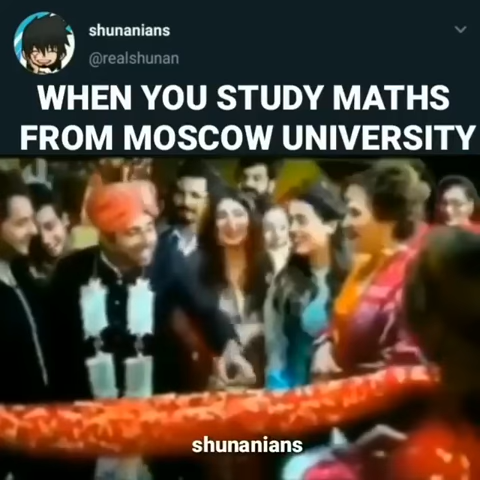 shunanians
@realshunan
WHEN YOU STUDY MATHS
FROM MOSCOW UNIVERSITY
shunanians